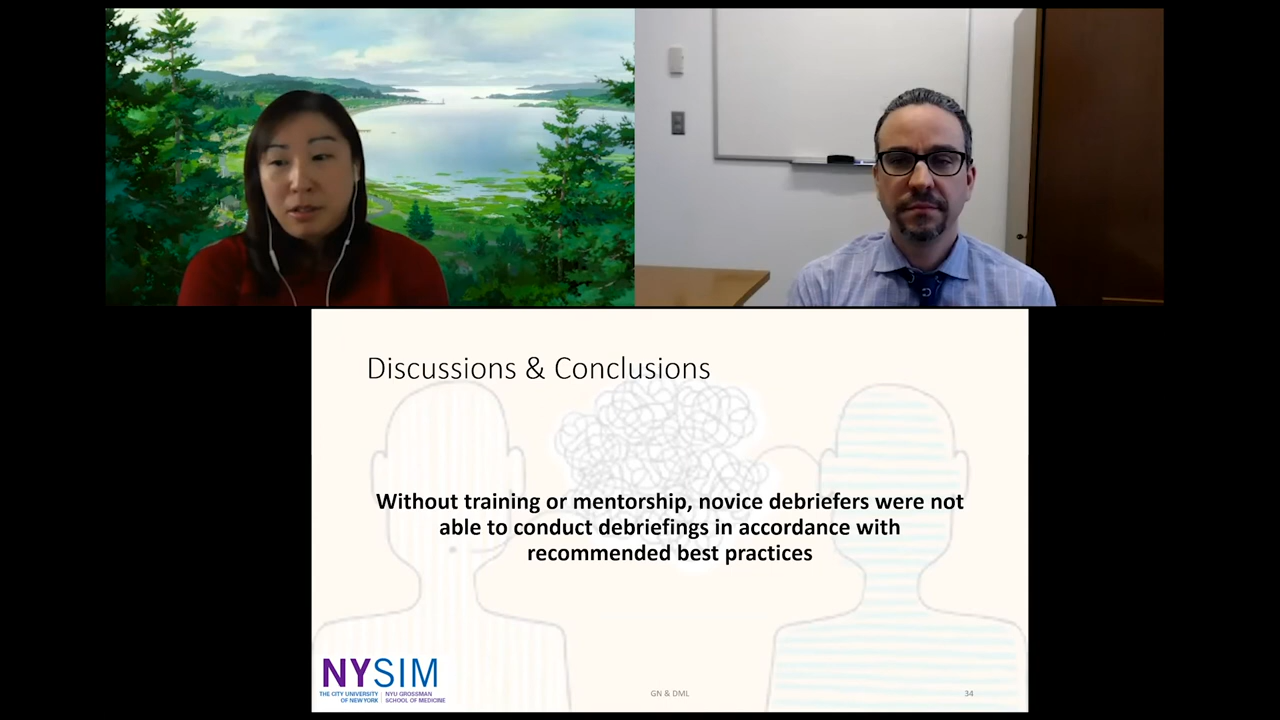 Discussions & Conclusions
Without training or mentorship, novice debriefers were not
able to conduct debriefings in accordance with
recommended best practices
NYSIM
THE CITY UNIVERSITY
OF NEW YORK
NYU GROSSMAN
SCHOOL OF MEDICINE
GN & DML
34